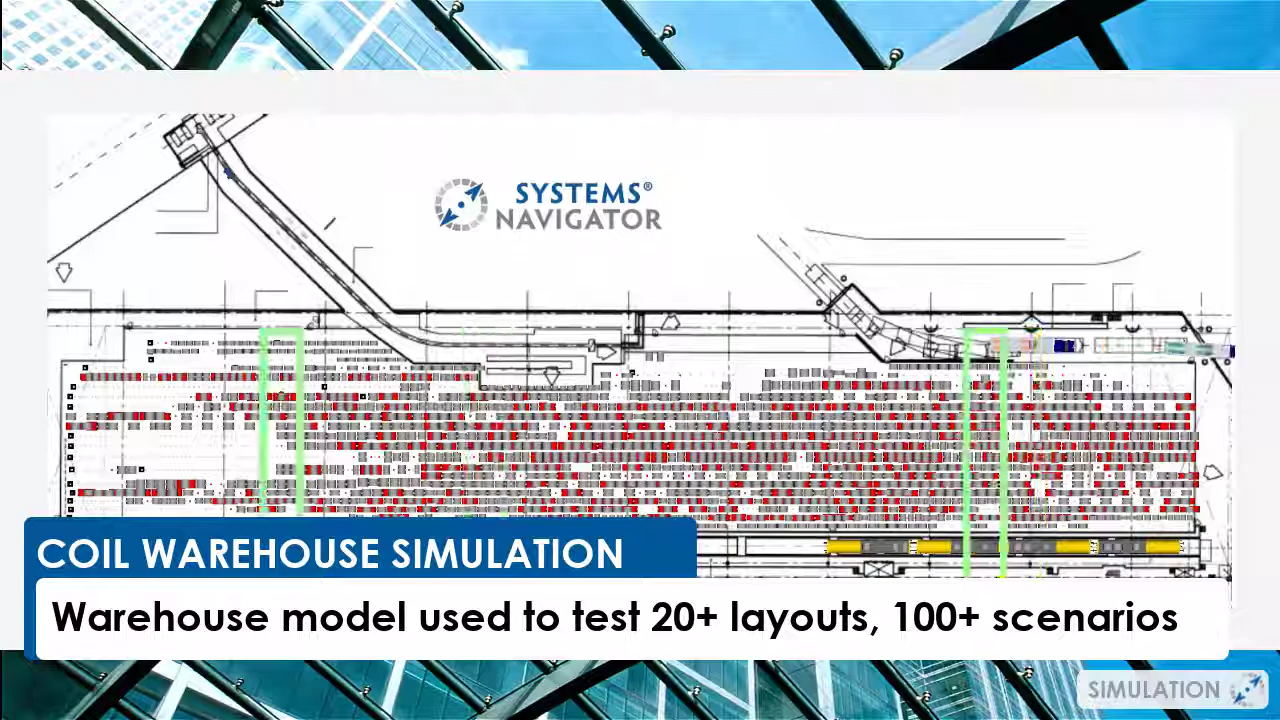 SYSTEMS®
NAVIGATOR
COIL WAREHOUSE SIMULATION
Warehouse model used to test 20+ layouts, 100+ scenarios
SIMULATION